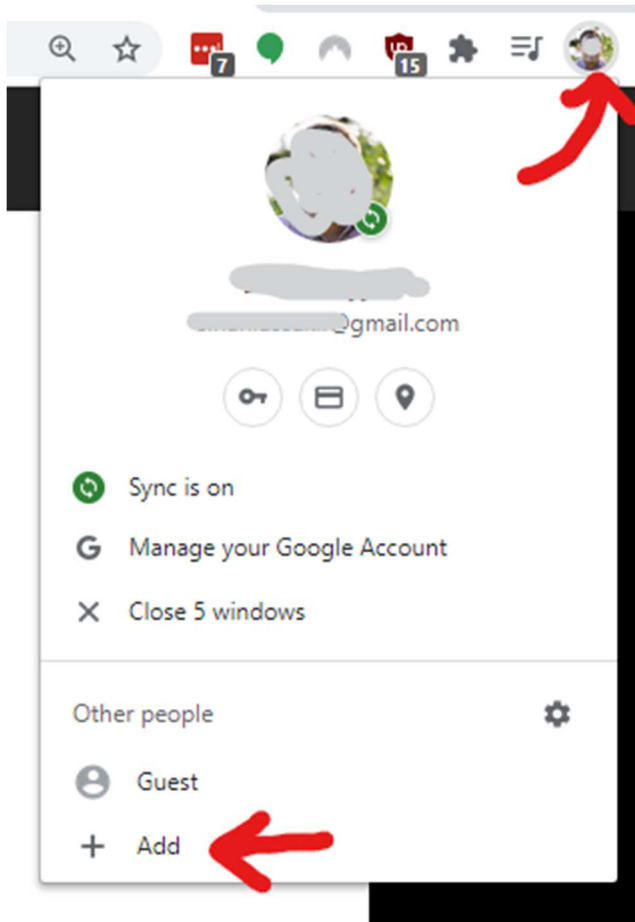 7
15
@gmail.com
Sync is on
G Manage your Google Account
Close 5 windows
Other people
Guest
Add